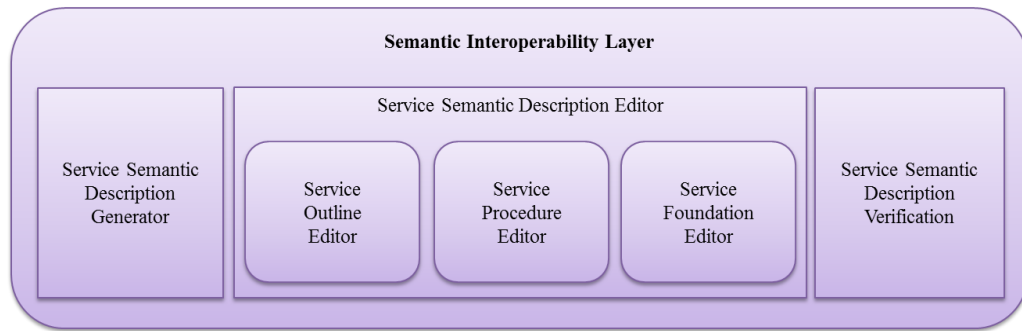 Semantic Interoperability Layer
Service Semantic Description Editor
Service Semantic
Description
Generator
Service
Outline
Editor
Service
Procedure
Editor
Service
Foundation
Editor
Service Semantic
Description
Verification